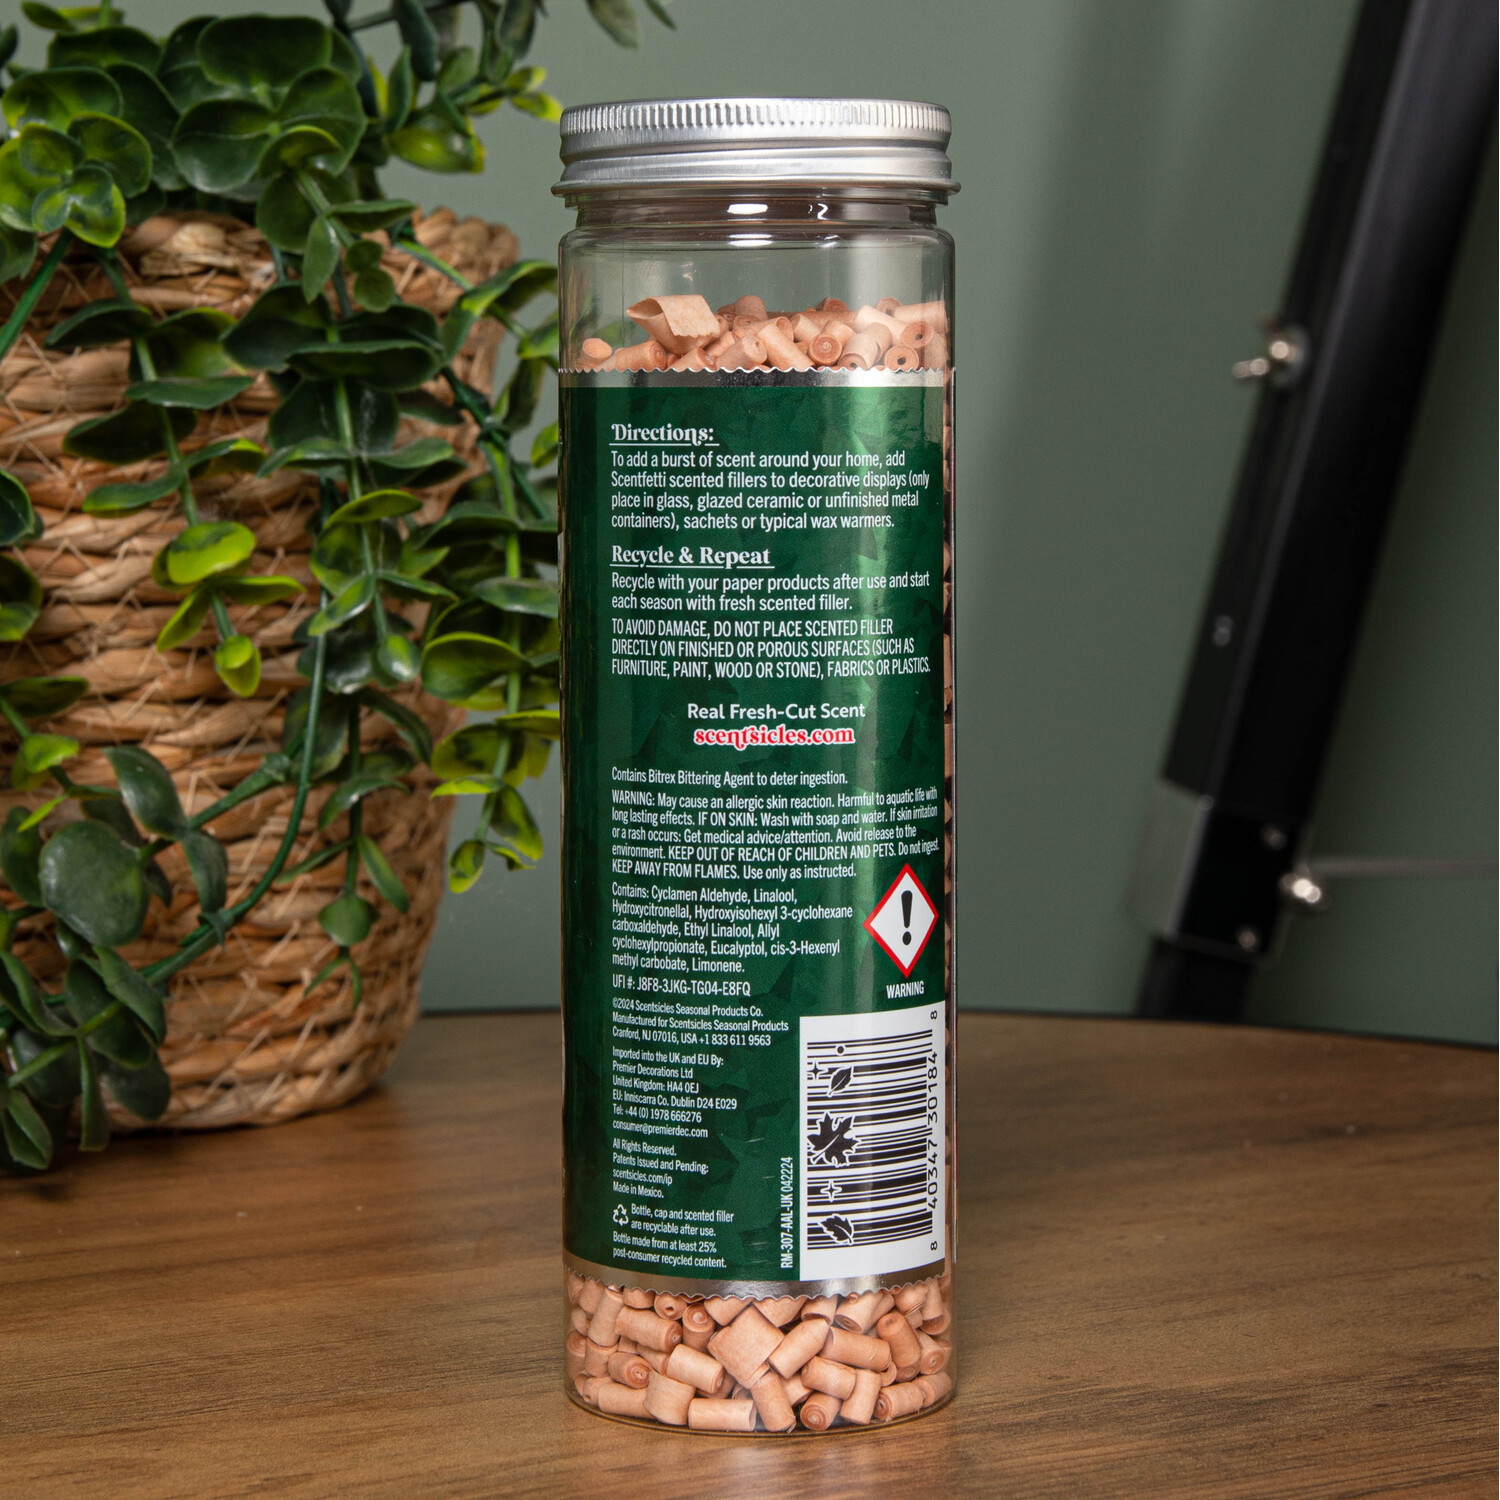 Directions:
To add a burst of scent around your home, add
Scentfetti scented fillers to decorative displays (only
place in glass, glazed ceramic or unfinished metal
containers), sachets or typical wax warmers.
Recycle & Repeat
Recycle with your paper products after use and start
each season with fresh scented filler.
TO AVOID DAMAGE, DO NOT PLACE SCENTED FILLER
DIRECTLY ON FINISHED OR POROUS SURFACES (SUCH AS
FURNITURE, PAINT, WOOD OR STONE), FABRICS OR PLASTICS.
Real Fresh-Cut Scent
scentsicles.com
Contains Bitrex Bittering Agent to deter ingestion.
WARNING: May cause an allergic skin reaction. Harmful to aquatic life with
long lasting effects. IF ON SKIN: Wash with soap and water. If skin irritation
or a rash occurs: Get medical advice/attention. Avoid release to the
environment. KEEP OUT OF REACH OF CHILDREN AND PETS. Do not ingest.
KEEP AWAY FROM FLAMES. Use only as instructed.
Contains: Cyclamen Aldehyde, Linalool,
Hydroxycitronellal, Hydroxyisohexyl 3-cyclohexane
carboxaldehyde, Ethyl Linalool, Allyl
cyclohexylpropionate, Eucalyptol, cis-3-Hexenyl
methyl carbobate, Limonene.
UFI #: J8F8-3JKG-TG04-E8FQ
WARNING
©2024 Scentsicles Seasonal Products Co.
Manufactured for Scentsicles Seasonal Products
Cranford, NJ 07016, USA +1 833 611 9563
Imported into the UK and EU By:
Premier Decorations Ltd
United Kingdom: HA4 0EJ
EU: Inniscarra Co. Dublin D24 E029
Tel: +44 (0) 1978 666276
consumer@premierdec.com
All Rights Reserved.
Patents Issued and Pending:
scentsicles.com/ip
Made in Mexico.
Bottle, cap and scented filler
are recyclable after use.
Bottle made from at least 25%
post-consumer recycled content.
RM-307-AAL-UK 042224
8 40347 30184 8